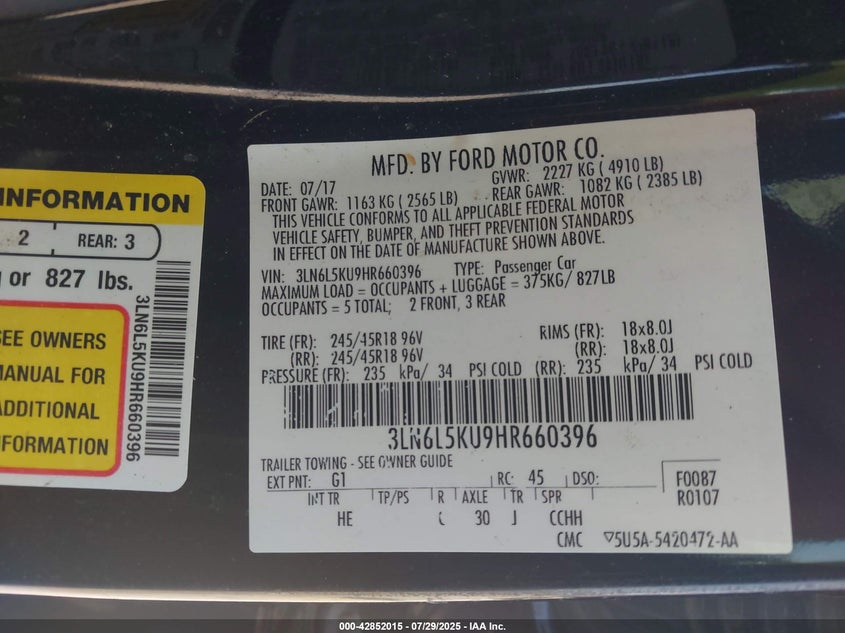 INFORMATION
2 REAR: 3
or 827 lbs.
SEE OWNERS
MANUAL FOR
ADDITIONAL
INFORMATION
3LN6L5KU9HR660396
MFD. BY FORD MOTOR CO.
DATE: 07/17 GVWR: 2227 KG ( 4910 LB)
FRONT GAWR: 1163 KG ( 2565 LB) REAR GAWR: 1082 KG ( 2385 LB)
THIS VEHICLE CONFORMS TO ALL APPLICABLE FEDERAL MOTOR
VEHICLE SAFETY, BUMPER, AND THEFT PREVENTION STANDARDS
IN EFFECT ON THE DATE OF MANUFACTURE SHOWN ABOVE.
VIN: 3LN6L5KU9HR660396 TYPE: Passenger Car
MAXIMUM LOAD = OCCUPANTS + LUGGAGE = 375KG/ 827LB
OCCUPANTS = 5 TOTAL; 2 FRONT, 3 REAR
TIRE (FR): 245/45R18 96V RIMS (FR): 18x8.0J
(RR): 245/45R18 96V (RR): 18x8.0J
PRESSURE (FR): 235 kPa/ 34 PSI COLD (RR): 235 kPa/ 34 PSI COLD
3LN6L5KU9HR660396
TRAILER TOWING - SEE OWNER GUIDE
EXT PNT: G1 RC: 45 DSO: F0087
R0107
INT TR TP/PS R AXLE TR SPR
HE 30 J CCHH
CMC ▽5U5A-5420472-AA
000-42852015 - 07/29/2025 - IAA Inc.